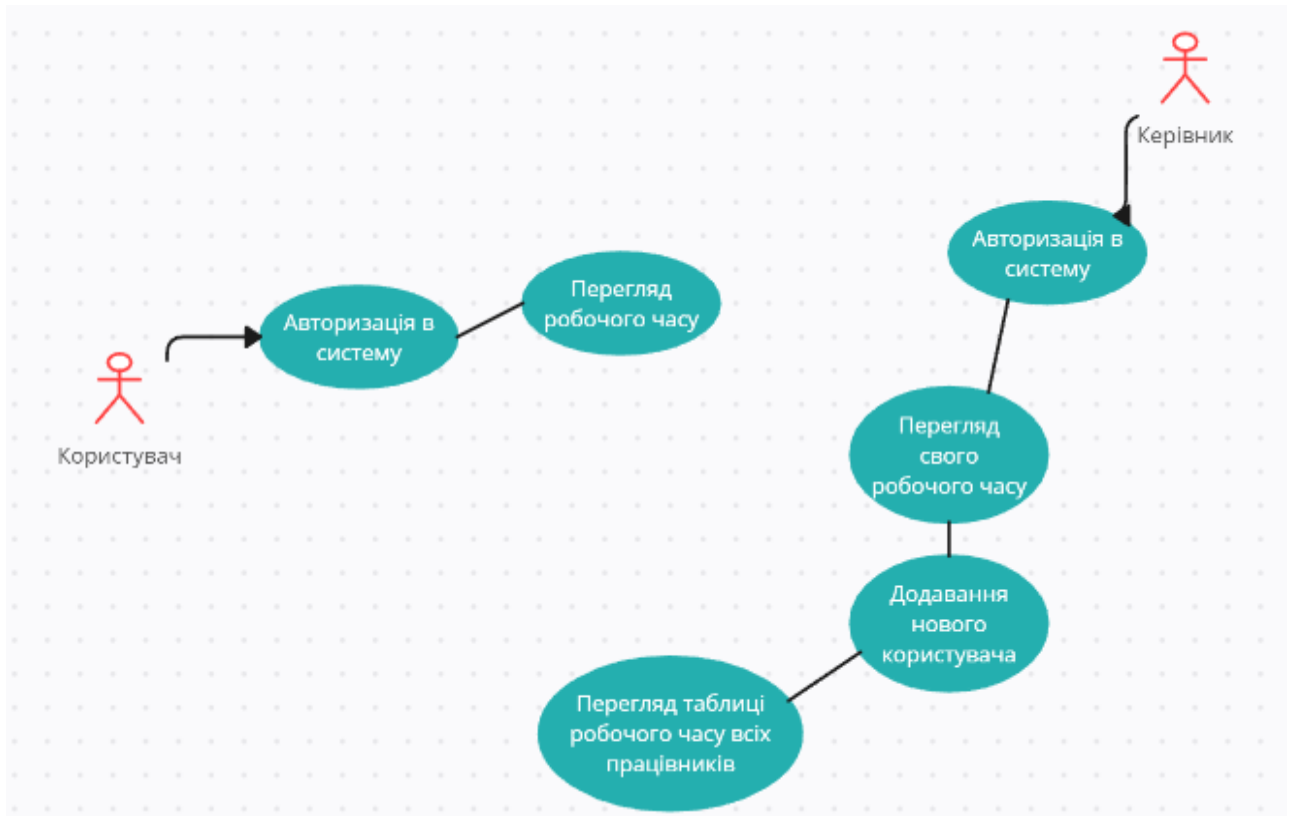 Керівник
Авторизація в
систему
Перегляд
робочого часу
Авторизація в
систему
Користувач
Перегляд
свого
робочого часу
Додавання
нового
користувача
Перегляд таблиці
робочого часу всіх
працівників